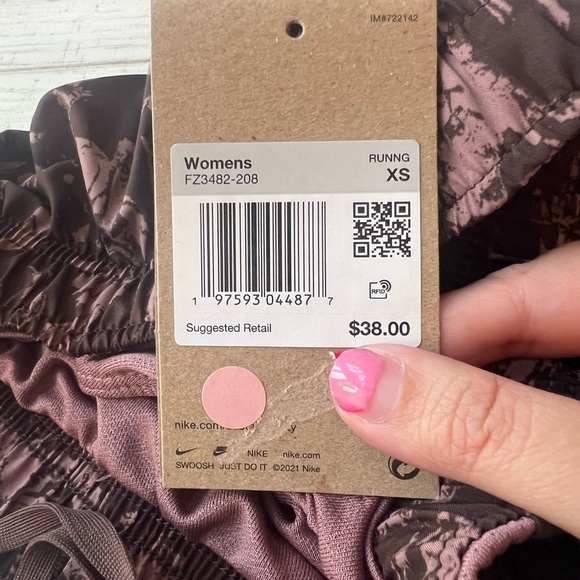 IM#722142
Womens RUNNG
FZ3482-208 XS
RFID
1 97593 04487 7
Suggested Retail $38.00
nike.com
NIKE nike.com
SWOOSH JUST DO IT ©2021 Nike